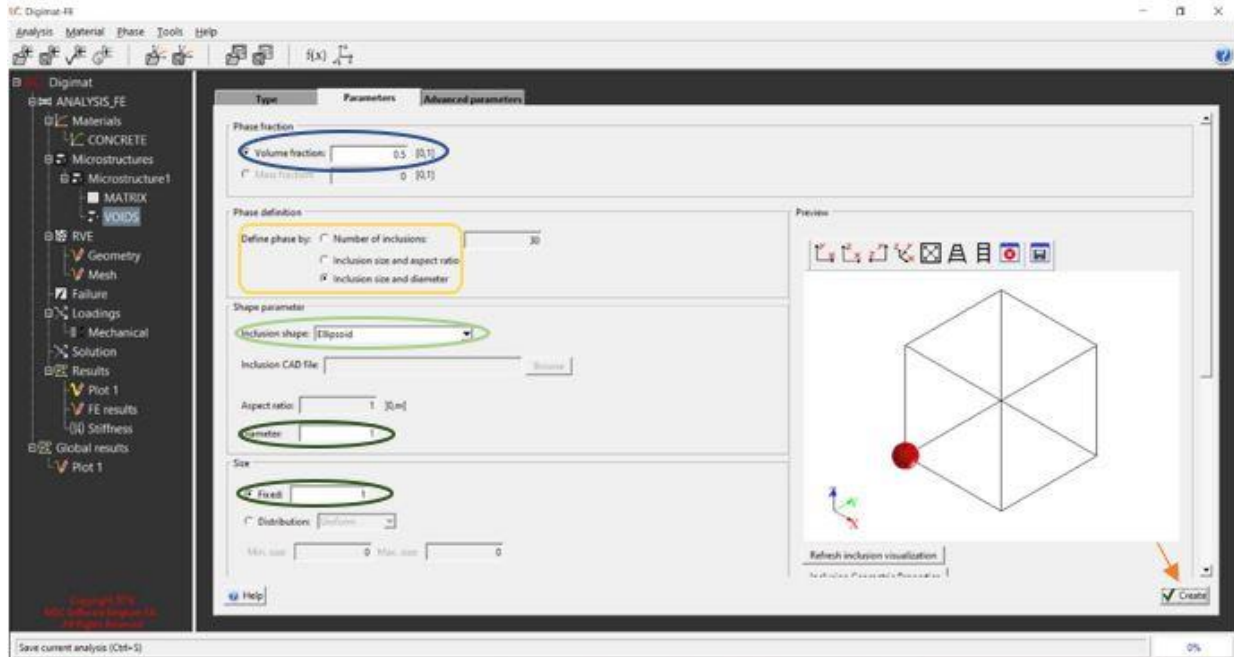 Digimat-FE
Analysis Material Phase Tools Help
f(x)
Digimat
ANALYSIS_FE
Materials
CONCRETE
Microstructures
Microstructure1
MATRIX
VOIDS
RVE
Geometry
Mesh
Failure
Loadings
Mechanical
Solution
Results
Plot 1
FE results
Stiffness
Global results
Plot 1
Type Parameters Advanced parameters
Phase fraction
Volume fraction: 0.5 [0,1]
Mass fraction: 0 [0,1]
Phase definition
Define phase by: Number of inclusions: 30
Inclusion size and aspect ratio
Inclusion size and diameter
Shape parameter
Inclusion shape: Ellipsoid
Inclusion CAD file: Browse
Aspect ratio: 1
Diameter: 1
Size
Fixed: 1
Distribution: Uniform
Min. size 0 Max. size 0
Preview
Z
Y
X
Refresh inclusion visualization
Inclusion Geometric Properties
Help
Create
Save current analysis (Ctrl+S) 0%